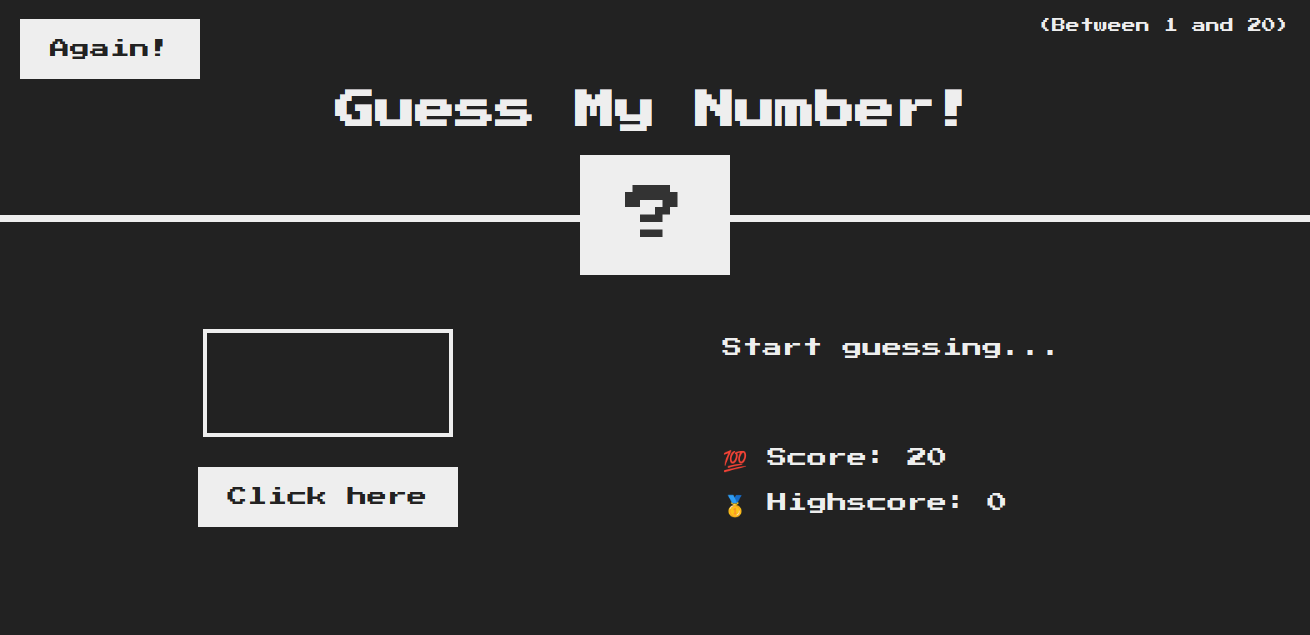 Again!
(Between 1 and 20)
Guess My Number!
?
Start guessing...
Click here
💯 Score: 20
🥇 Highscore: 0